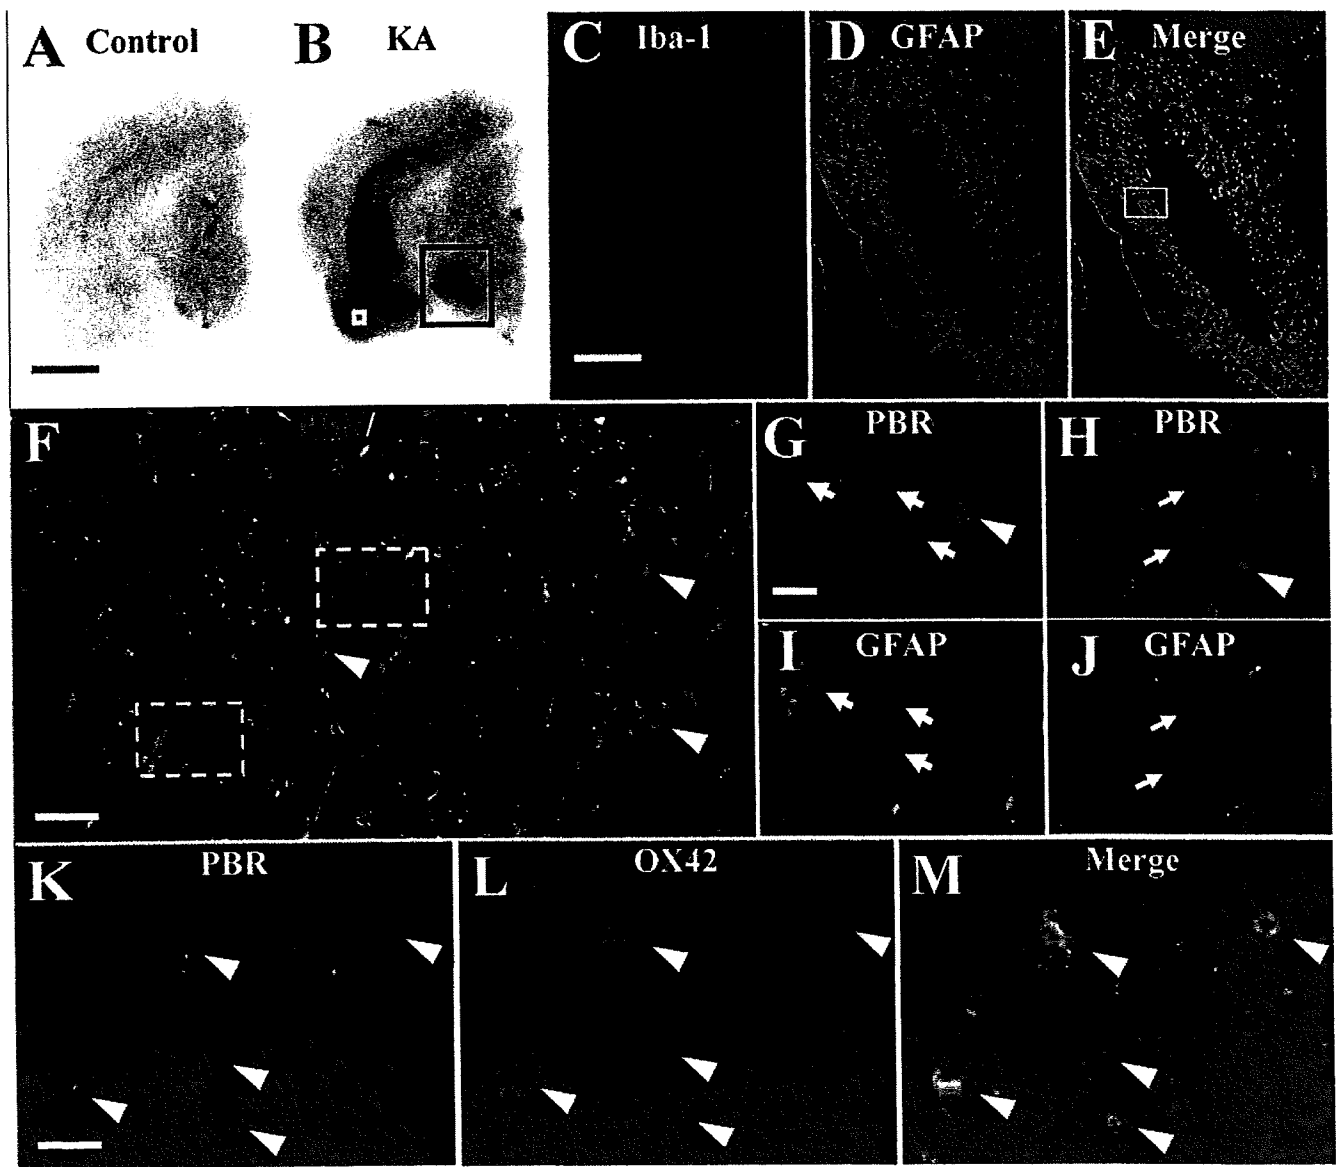 A Control B KA C Iba-1 D GFAP E Merge
F G PBR H PBR
I GFAP J GFAP
K PBR L OX42 M Merge